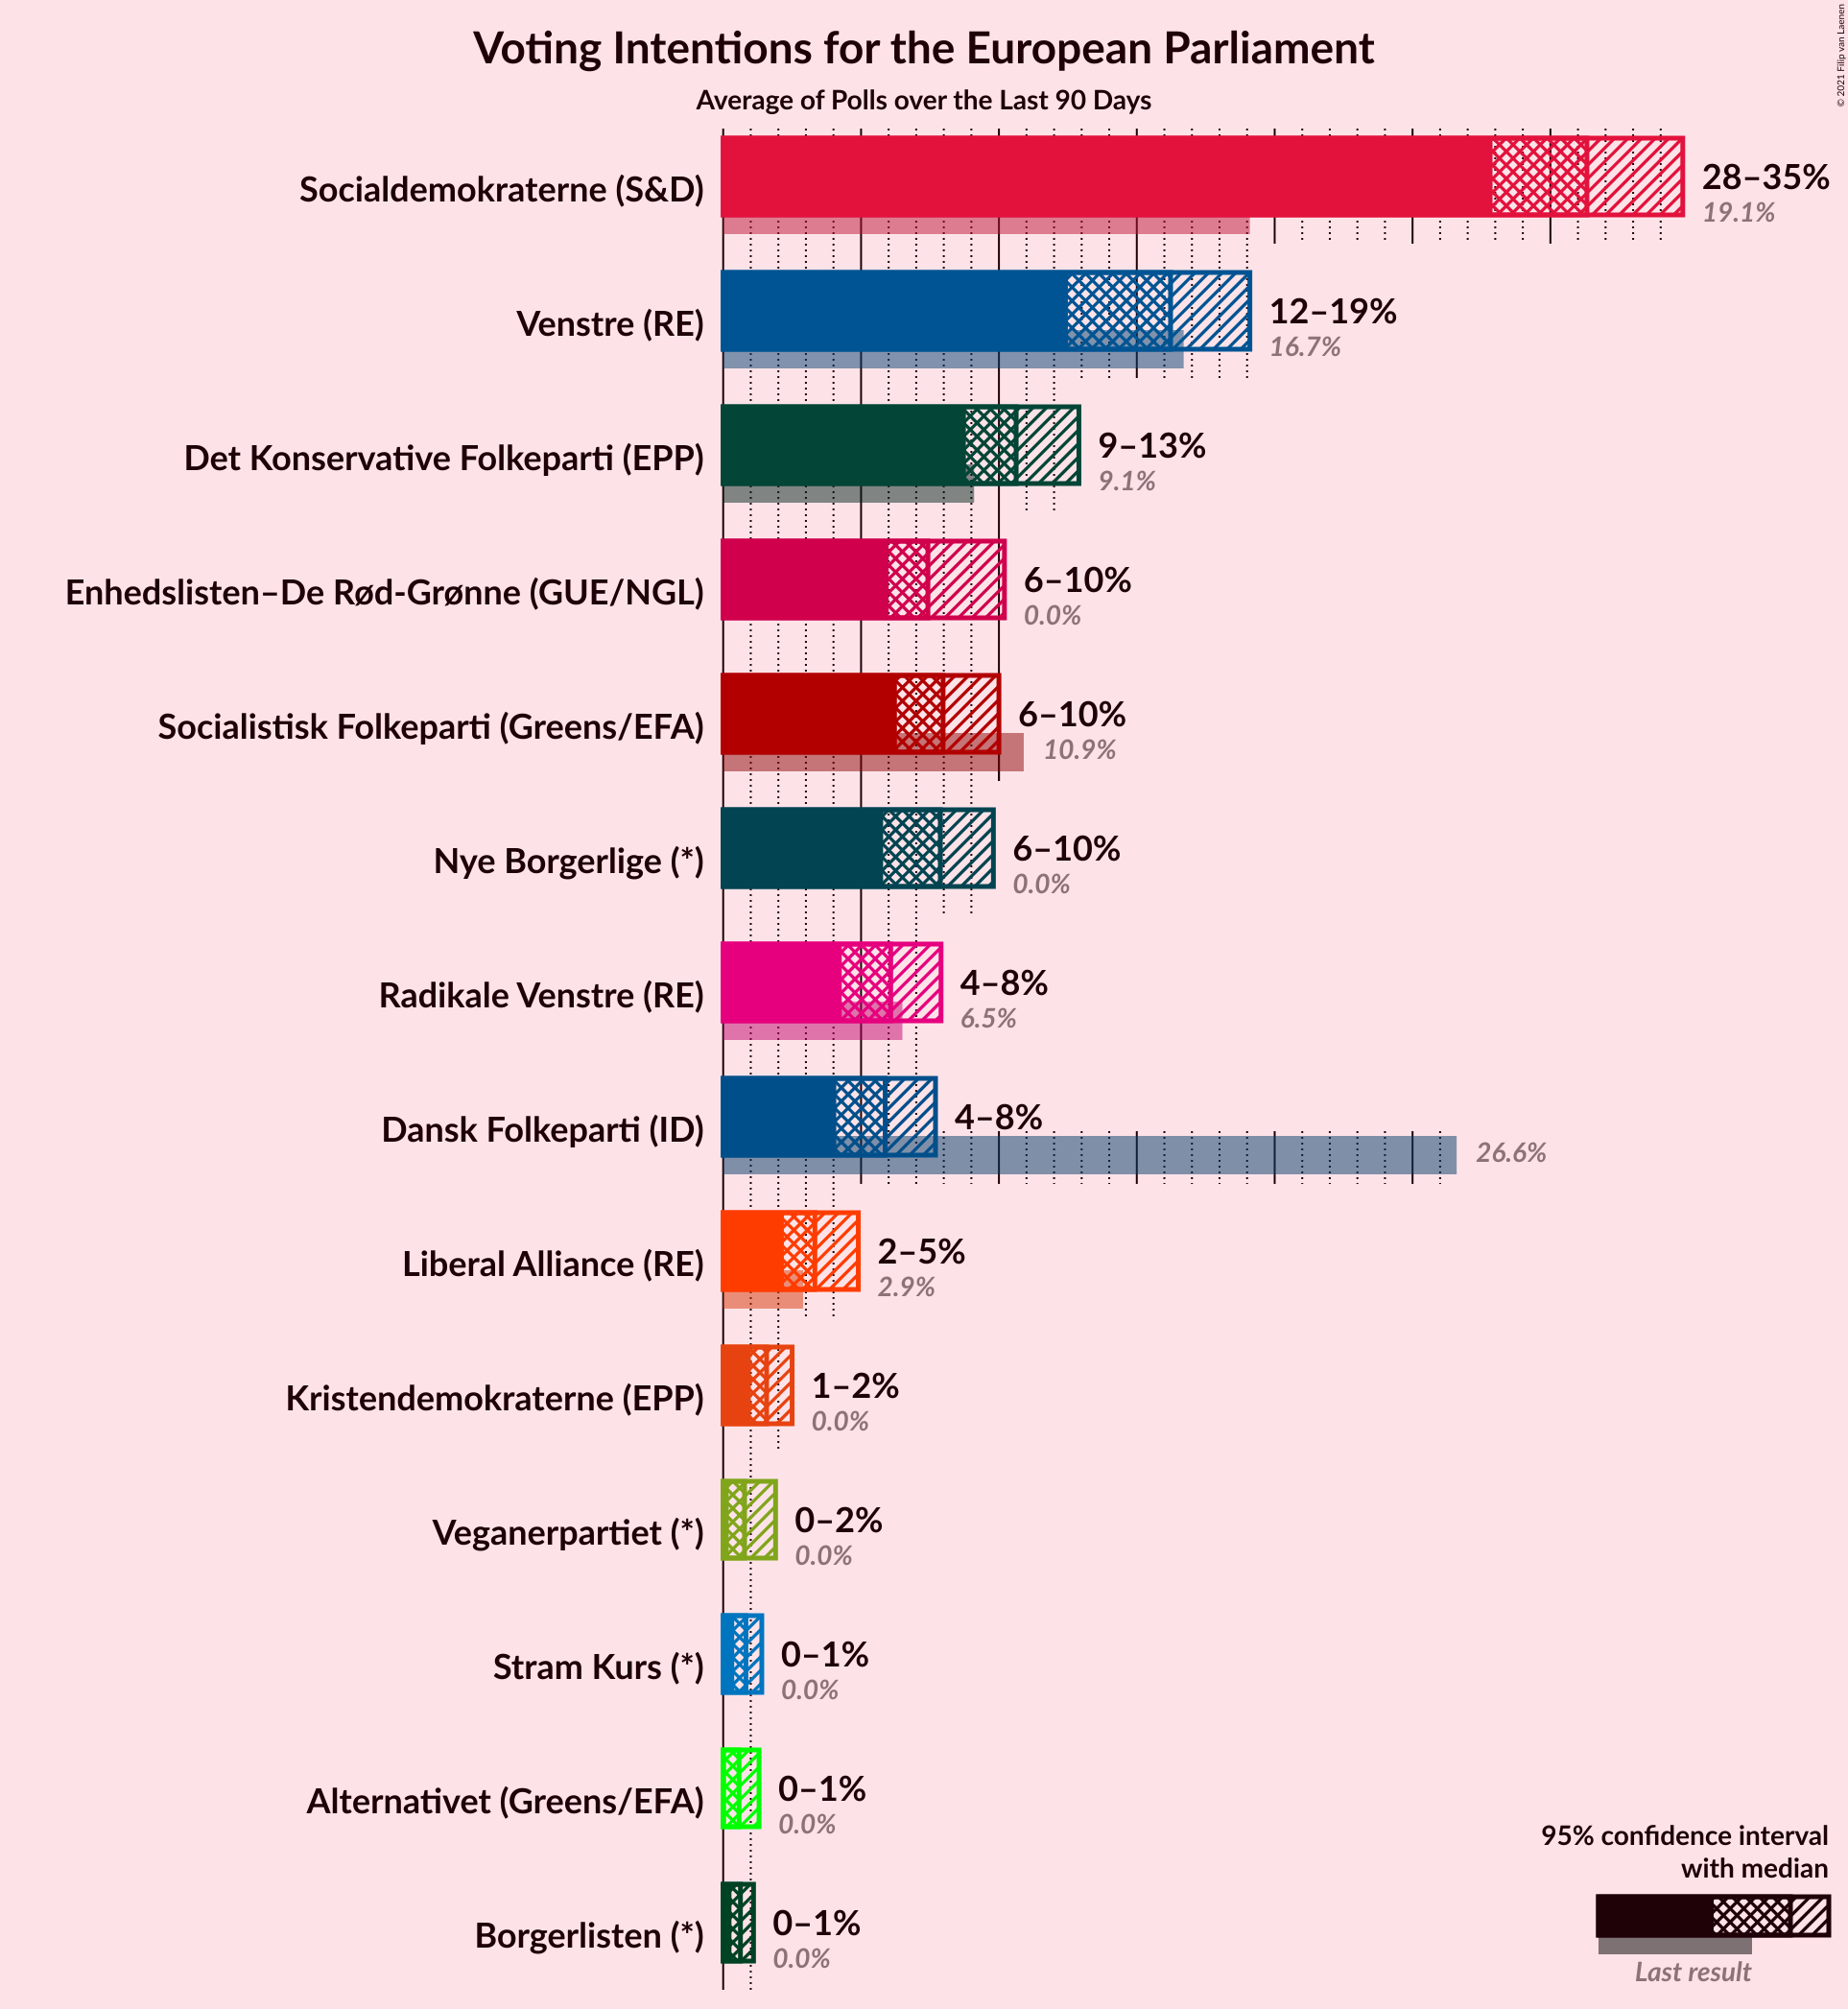 Voting Intentions for the European Parliament
Average of Polls over the Last 90 Days
© 2021 Filip van Laenen
Socialdemokraterne (S&D)
28–35%
19.1%
Venstre (RE)
12–19%
16.7%
Det Konservative Folkeparti (EPP)
9–13%
9.1%
Enhedslisten–De Rød-Grønne (GUE/NGL)
6–10%
0.0%
Socialistisk Folkeparti (Greens/EFA)
6–10%
10.9%
Nye Borgerlige (*)
6–10%
0.0%
Radikale Venstre (RE)
4–8%
6.5%
Dansk Folkeparti (ID)
4–8%
26.6%
Liberal Alliance (RE)
2–5%
2.9%
Kristendemokraterne (EPP)
1–2%
0.0%
Veganerpartiet (*)
0–2%
0.0%
Stram Kurs (*)
0–1%
0.0%
Alternativet (Greens/EFA)
0–1%
0.0%
Borgerlisten (*)
0–1%
0.0%
95% confidence interval
with median
Last result